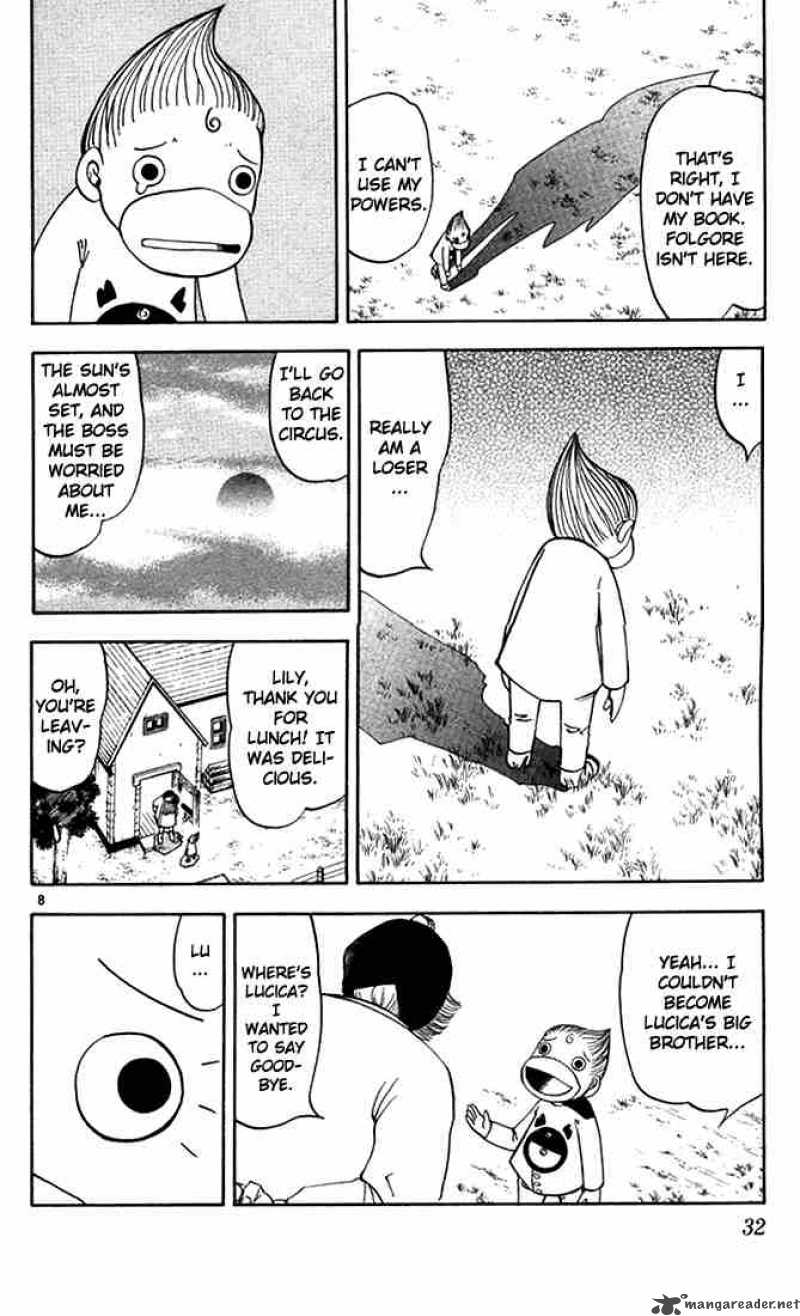 THAT'S
RIGHT, I
DON'T HAVE
MY BOOK.
FOLGORE
ISN'T HERE.
I CAN'T
USE MY
POWERS.
I
...
REALLY
AM A
LOSER
...
I'LL GO
BACK
TO THE
CIRCUS.
THE SUN'S
ALMOST
SET, AND
THE BOSS
MUST BE
WORRIED
ABOUT
ME...
LILY,
THANK YOU
FOR
LUNCH! IT
WAS DELI-
CIOUS.
OH,
YOU'RE
LEAV-
ING?
8
YEAH... I
COULDN'T
BECOME
LUCICA'S BIG
BROTHER...
WHERE'S
LUCICA?
I
WANTED
TO SAY
GOOD-
BYE.
LU
...
32
mangareader.net